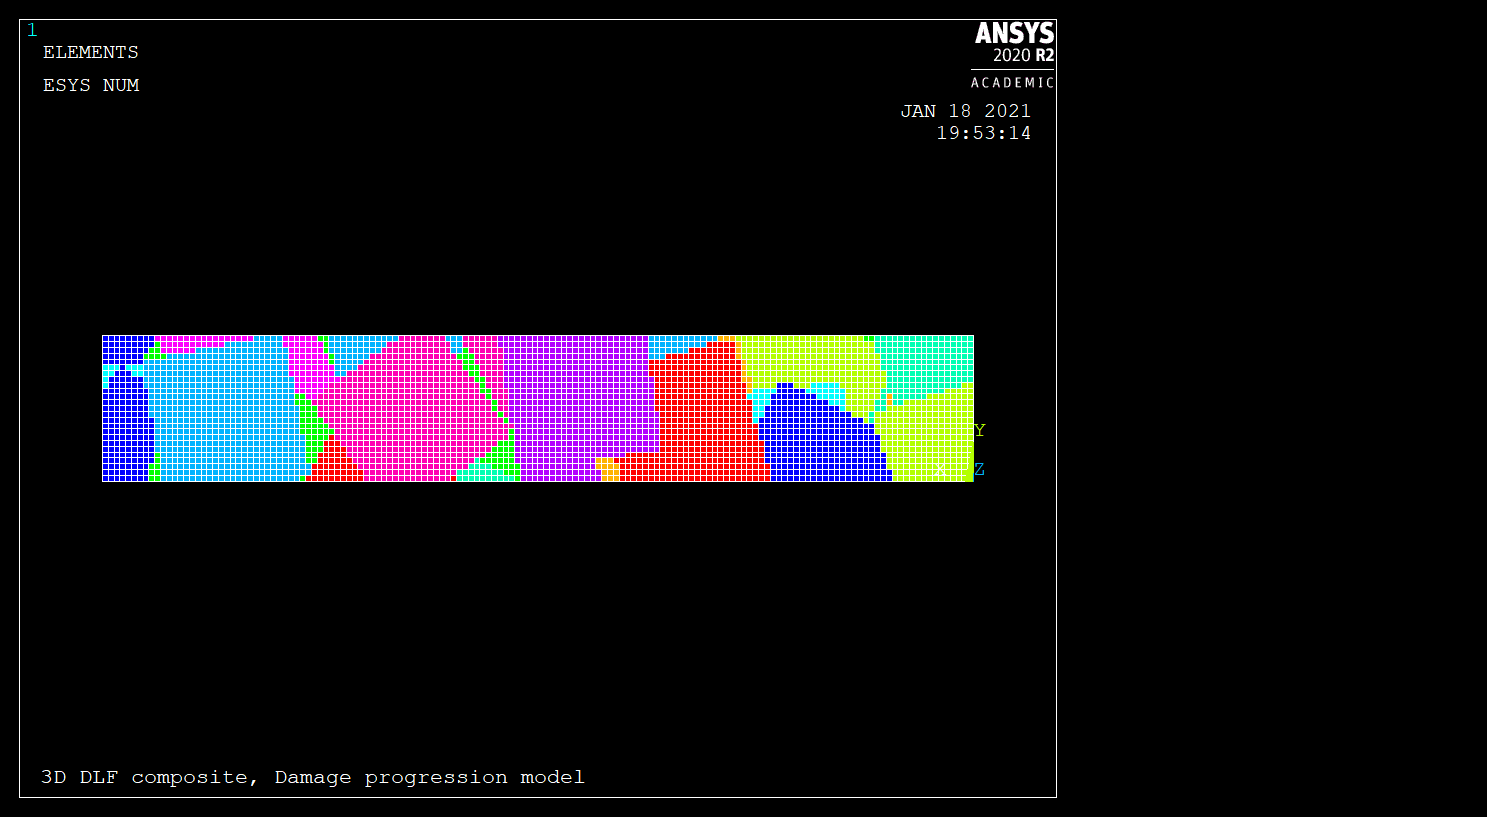 1
ELEMENTS
ESYS NUM
ANSYS
2020 R2
ACADEMIC
JAN 18 2021
19:53:14
Y
X Z
3D DLF composite, Damage progression model